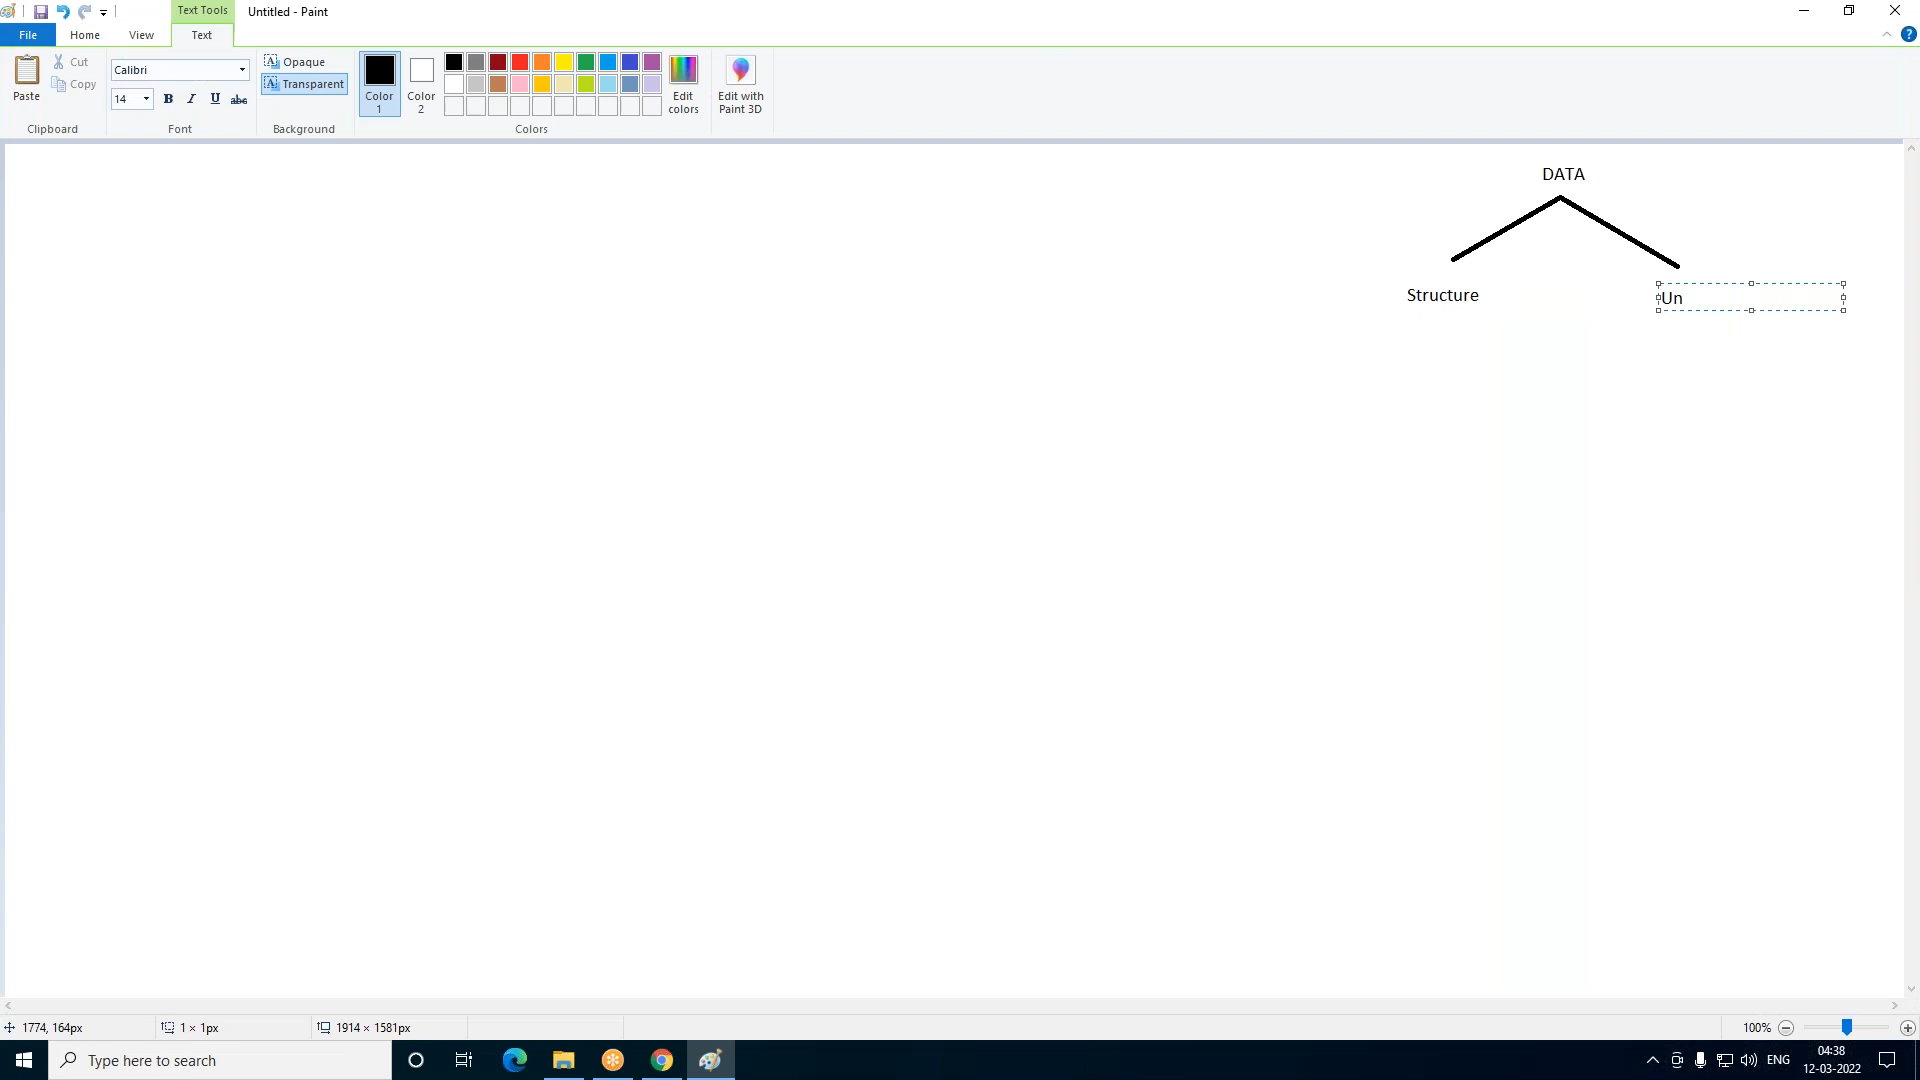 Text Tools
Untitled - Paint
File
Home
View
Text
Paste
Cut
Copy
Clipboard
Calibri
14
B I U abc
Font
Opaque
Transparent
Background
Color 1
Color 2
Edit colors
Colors
Edit with Paint 3D
DATA
Structure
Un
1774, 164px
1 × 1px
1914 × 1581px
100%
Type here to search
ENG
04:38
12-03-2022